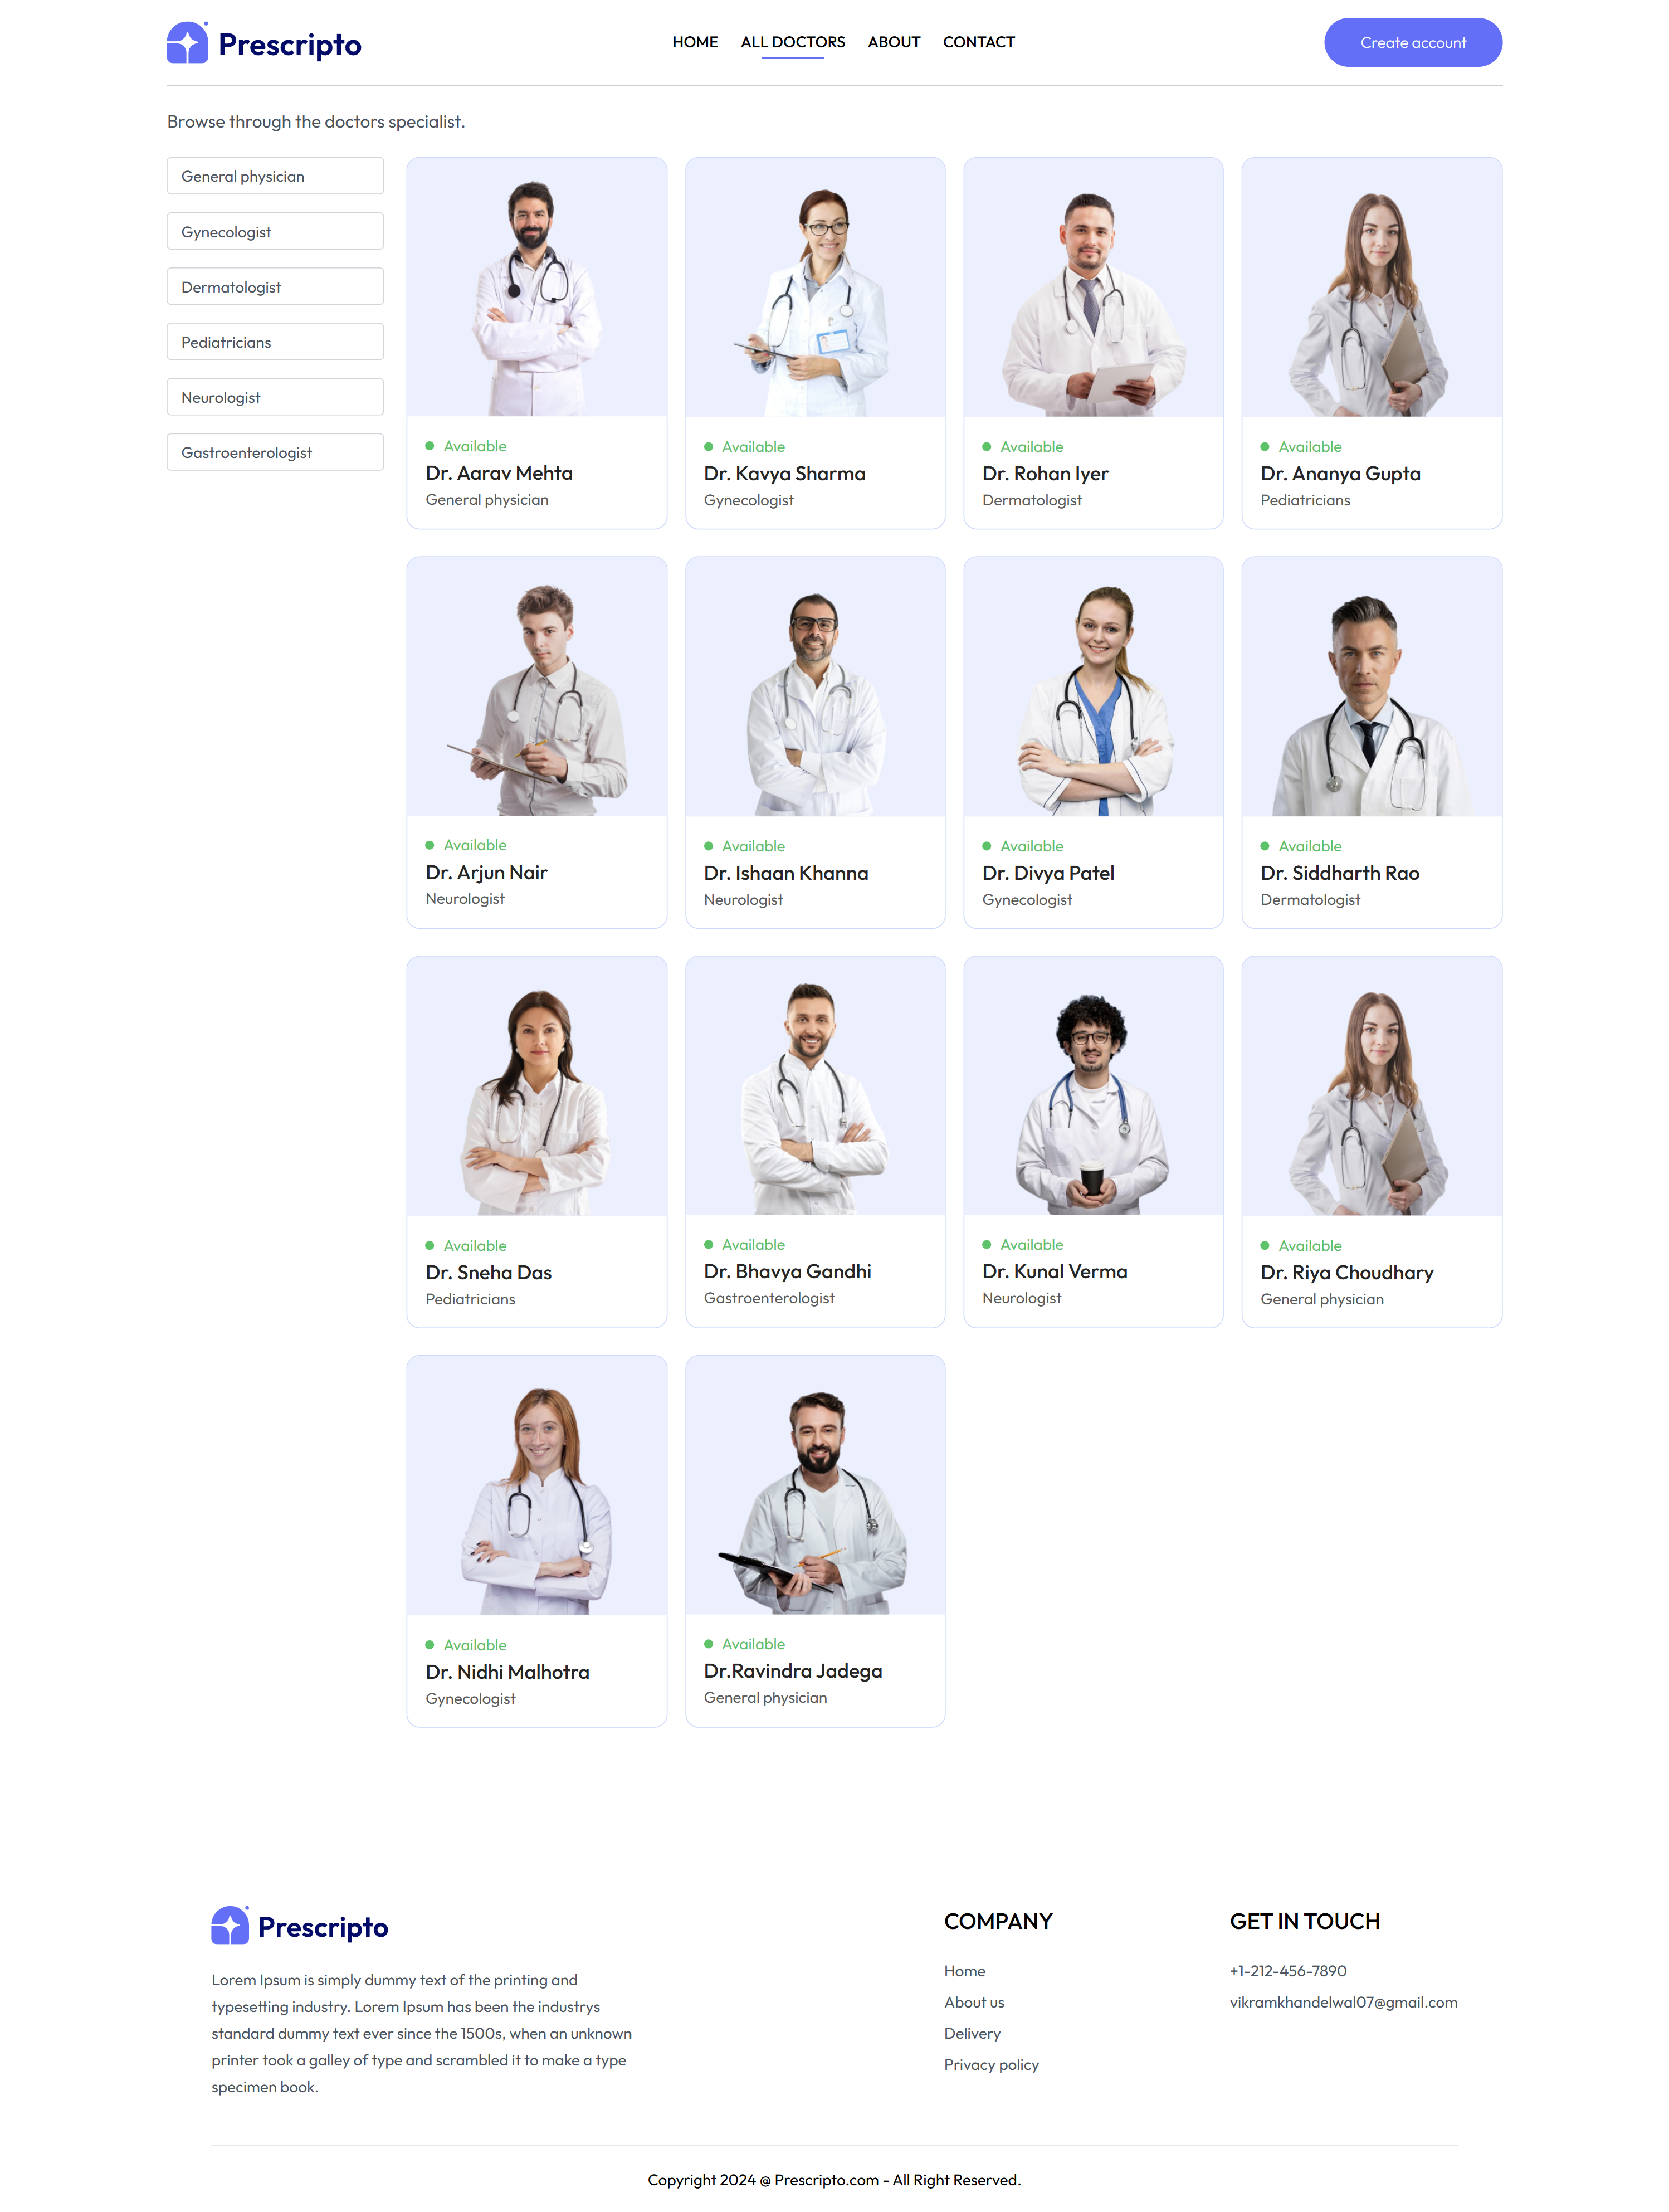 Prescripto
HOME
ALL DOCTORS
ABOUT
CONTACT
Create account
Browse through the doctors specialist.
General physician
Gynecologist
Dermatologist
Pediatricians
Neurologist
Gastroenterologist
Available
Dr. Aarav Mehta
General physician
Available
Dr. Kavya Sharma
Gynecologist
Available
Dr. Rohan Iyer
Dermatologist
Available
Dr. Ananya Gupta
Pediatricians
Available
Dr. Arjun Nair
Neurologist
Available
Dr. Ishaan Khanna
Neurologist
Available
Dr. Divya Patel
Gynecologist
Available
Dr. Siddharth Rao
Dermatologist
Available
Dr. Sneha Das
Pediatricians
Available
Dr. Bhavya Gandhi
Gastroenterologist
Available
Dr. Kunal Verma
Neurologist
Available
Dr. Riya Choudhary
General physician
Available
Dr. Nidhi Malhotra
Gynecologist
Available
Dr.Ravindra Jadega
General physician
Prescripto
Lorem Ipsum is simply dummy text of the printing and
typesetting industry. Lorem Ipsum has been the industrys
standard dummy text ever since the 1500s, when an unknown
printer took a galley of type and scrambled it to make a type
specimen book.
COMPANY
Home
About us
Delivery
Privacy policy
GET IN TOUCH
+1-212-456-7890
vikramkhandelwal07@gmail.com
Copyright 2024 @ Prescripto.com - All Right Reserved.